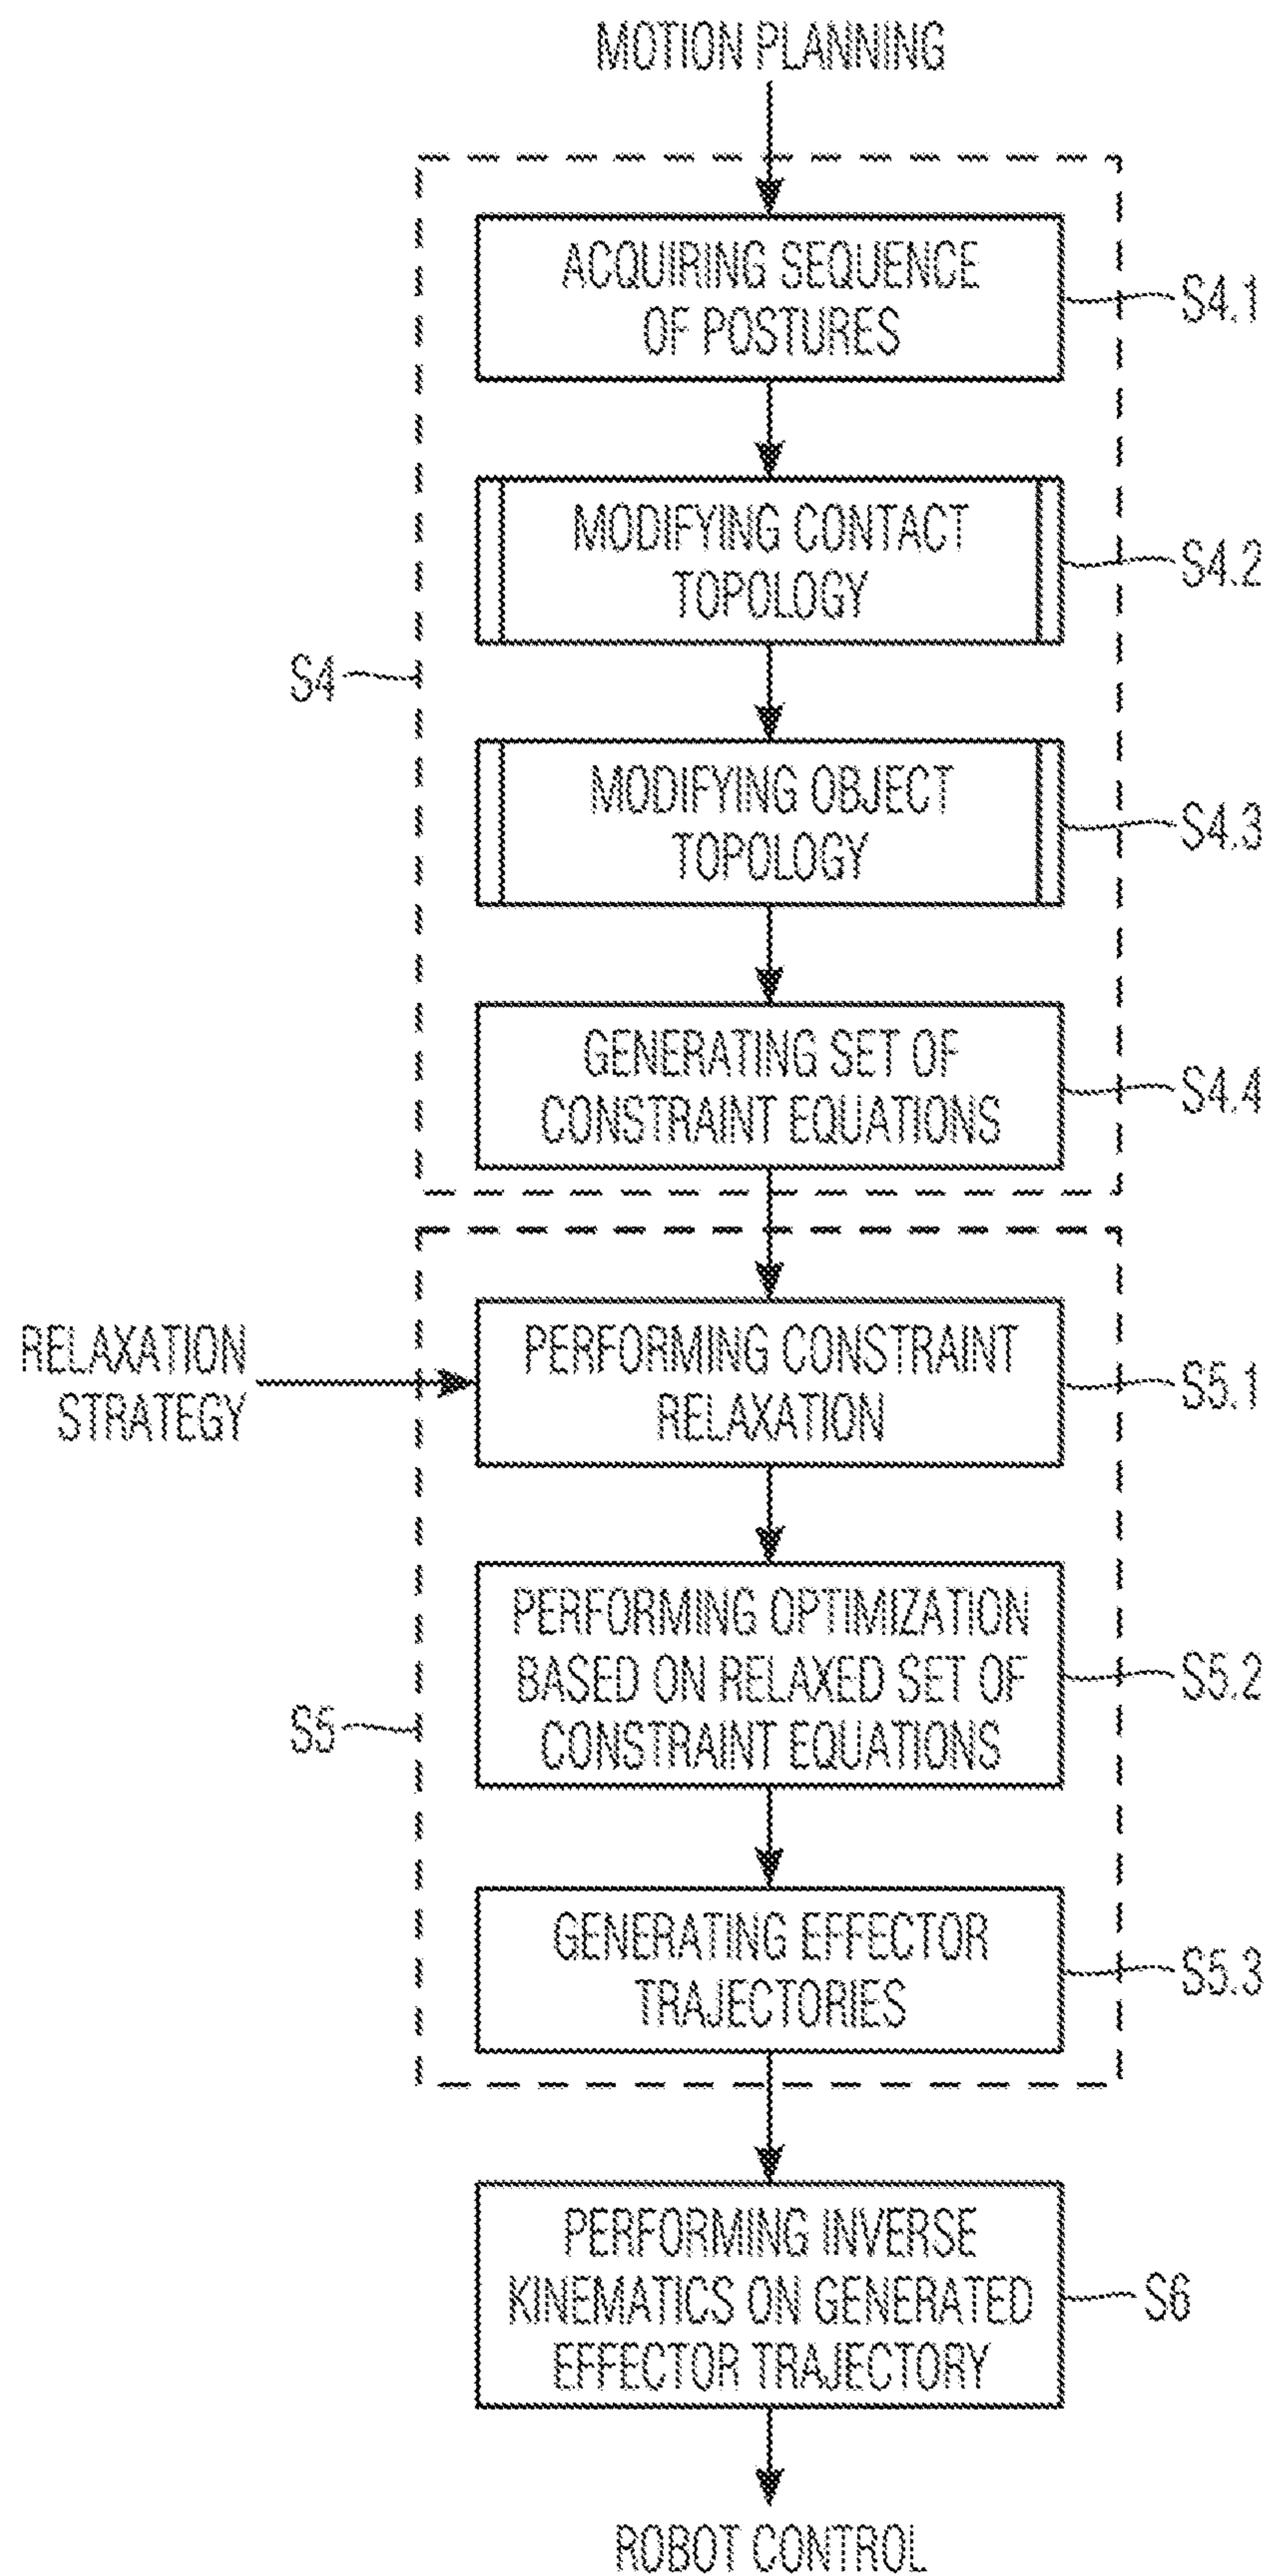 MOTION PLANNING
ACQUIRING SEQUENCE
OF POSTURES
S4.1
MODIFYING CONTACT
TOPOLOGY
S4.2
S4
MODIFYING OBJECT
TOPOLOGY
S4.3
GENERATING SET OF
CONSTRAINT EQUATIONS
S4.4
RELAXATION
STRATEGY
PERFORMING CONSTRAINT
RELAXATION
S5.1
PERFORMING OPTIMIZATION
BASED ON RELAXED SET OF
CONSTRAINT EQUATIONS
S5.2
S5
GENERATING EFFECTOR
TRAJECTORIES
S5.3
PERFORMING INVERSE
KINEMATICS ON GENERATED
EFFECTOR TRAJECTORY
S6
ROBOT CONTROL